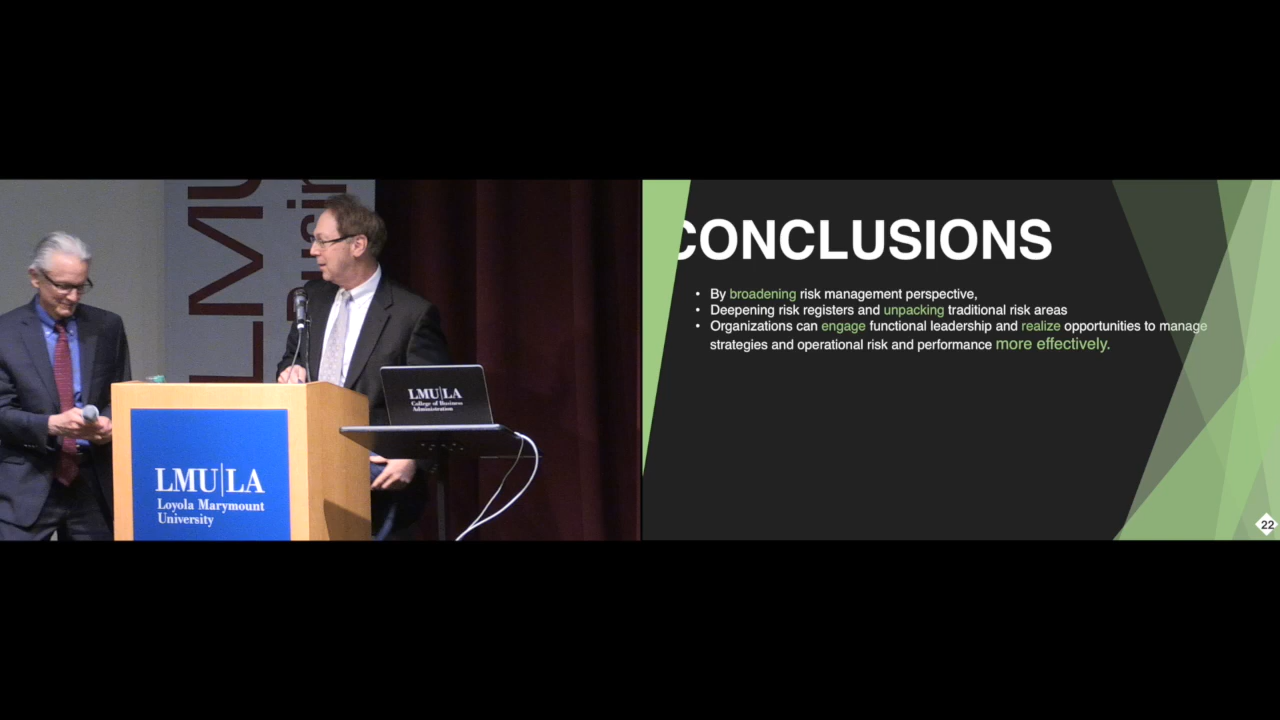 LMU
Busin
LMU|LA
College of Business
Administration
LMU|LA
Loyola Marymount
University
CONCLUSIONS
• By broadening risk management perspective,
• Deepening risk registers and unpacking traditional risk areas
• Organizations can engage functional leadership and realize opportunities to manage
strategies and operational risk and performance more effectively.
22